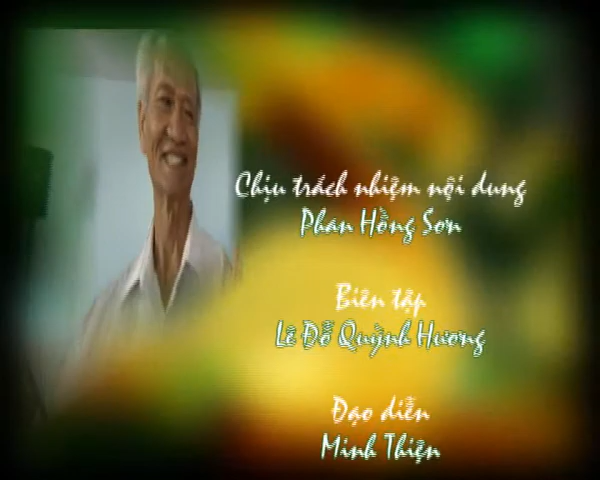 Chịu trách nhiệm nội dung
Phan Hồng Sơn
Biên tập
Lê Đỗ Quỳnh Hương
Đạo diễn
Minh Thiện